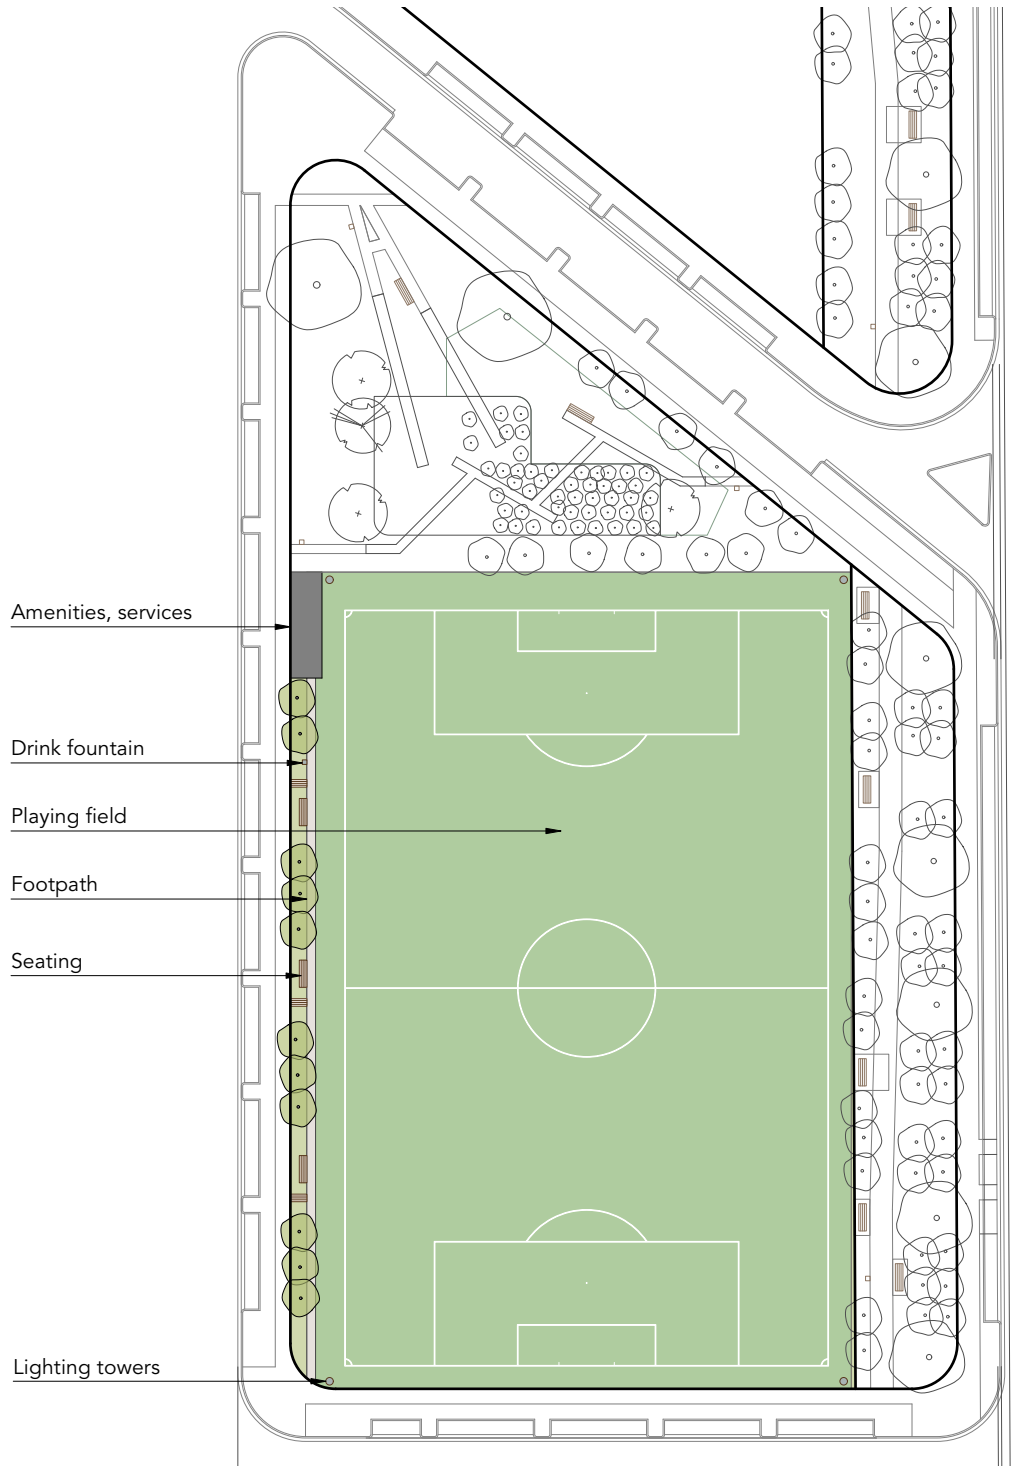 Amenities, services
Drink fountain
Playing field
Footpath
Seating
Lighting towers